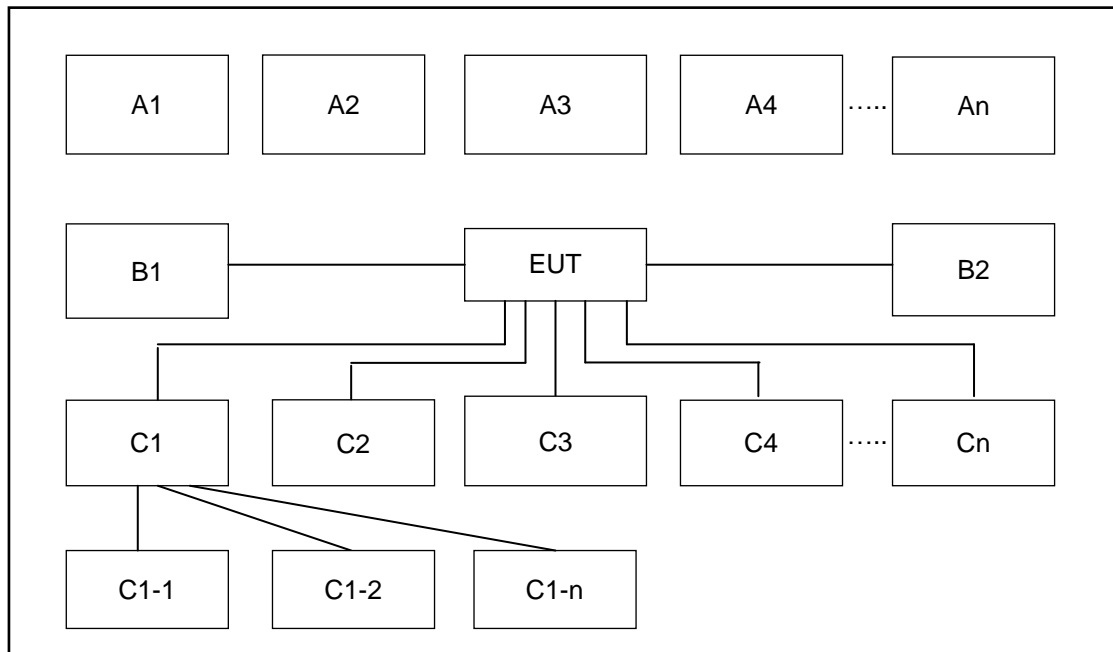 A1 A2 A3 A4 ..... An
B1 EUT B2
C1 C2 C3 C4 ..... Cn
C1-1 C1-2 C1-n